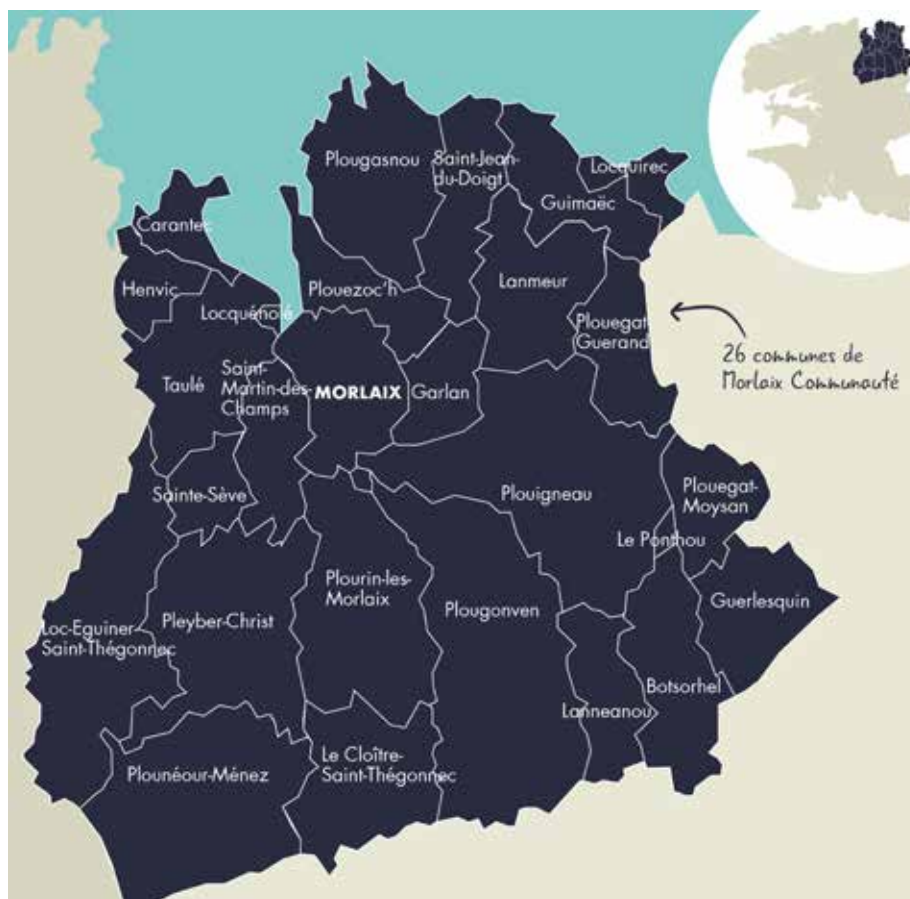 Plougasnou
Saint-Jean-
du-Doigt
Locquirec
Guimaëc
Carantec
Henvic
Plouezoc'h
Lanmeur
Locquénolé
Plouegat-
Guerand
26 communes de
Morlaix Communauté
Taulé
Saint-
Martin-des-
Champs
MORLAIX
Garlan
Sainte-Sève
Plouigneau
Plouegat-
Moysan
Le Ponthou
Plourin-les-
Morlaix
Guerlesquin
Plougonven
Pleyber-Christ
Loc-Eguiner-
Saint-Thégonnec
Botsorhel
Lanneanou
Le Cloître-
Saint-Thégonnec
Plounéour-Ménez